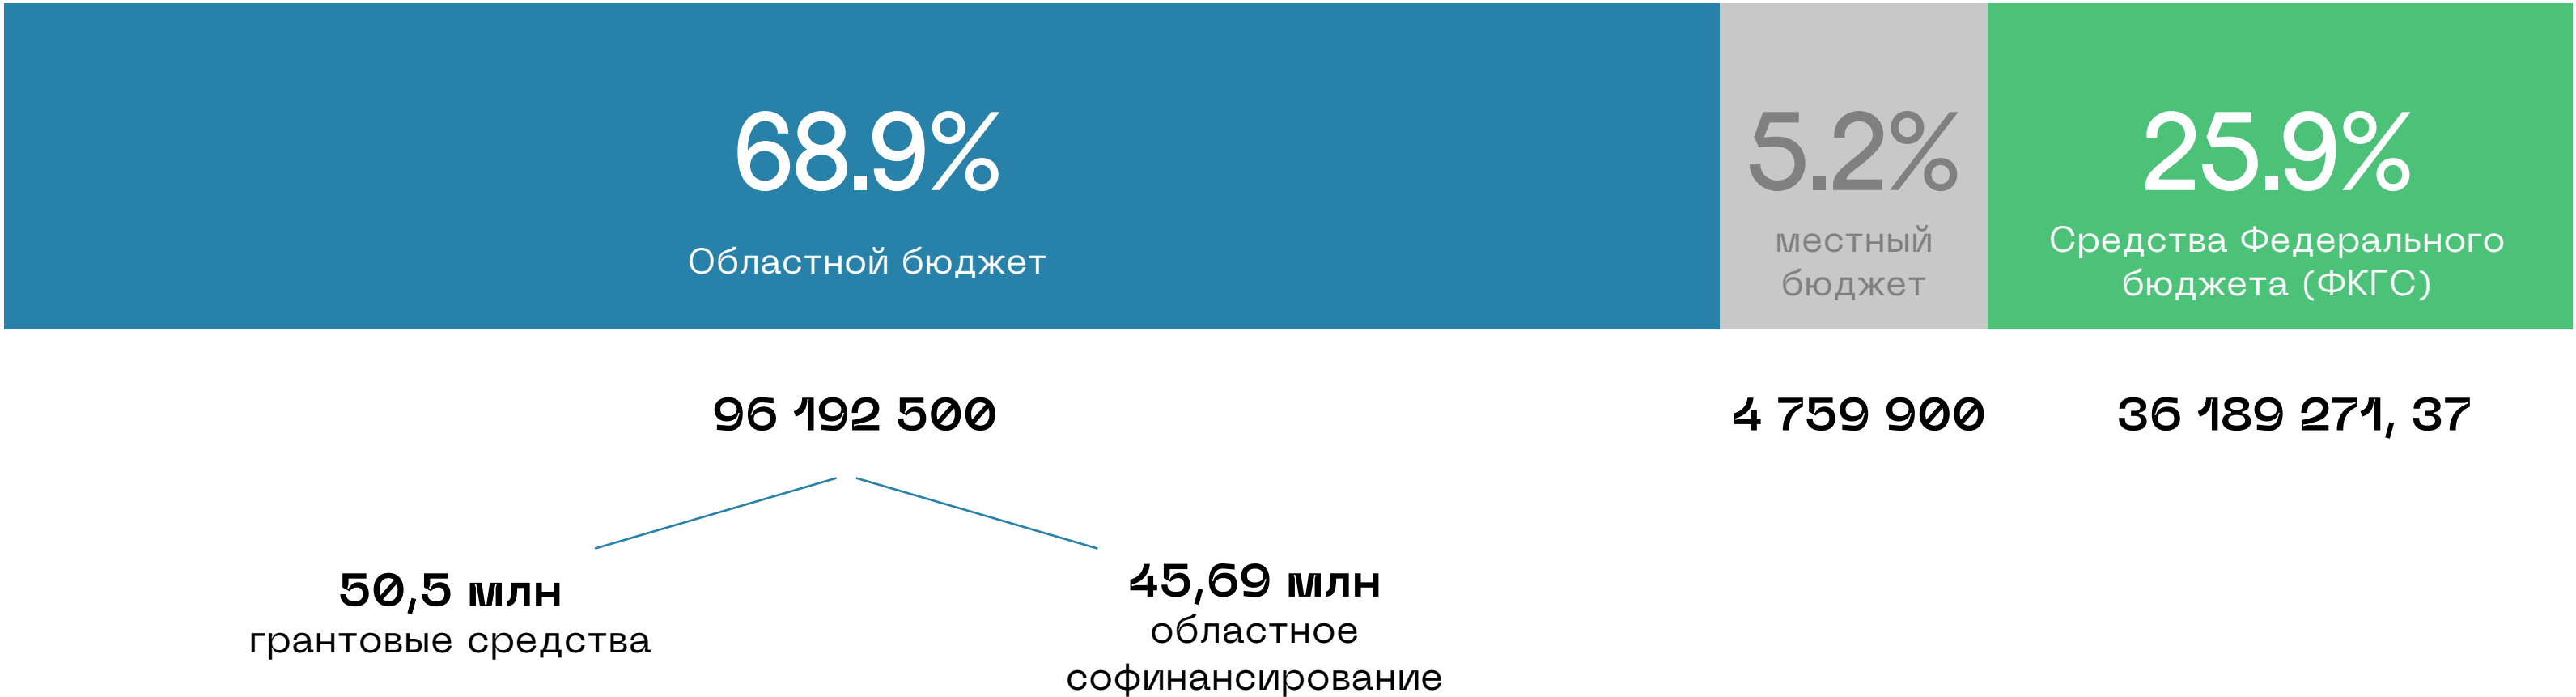 68.9%
Областной бюджет
5.2%
местный
бюджет
25.9%
Средства Федерального
бюджета (ФКГС)
96 192 500
4 759 900
36 189 271, 37
50,5 млн
грантовые средства
45,69 млн
областное
софинансирование